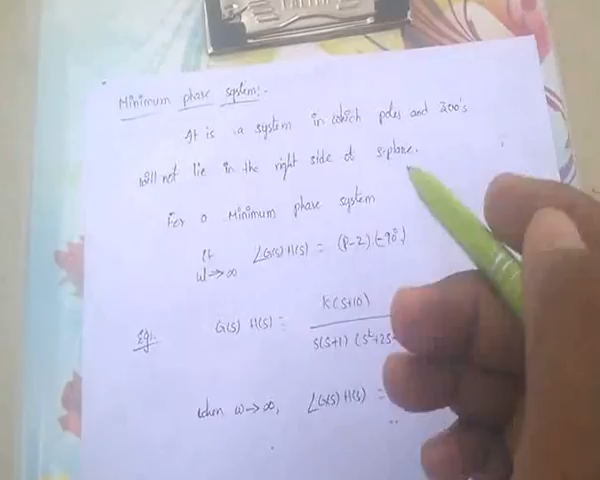 Minimum phase system:-
It is a system in which poles and zeros
will not lie in the right side of s-plane.
For a Minimum phase system
lt
ω→∞ ∠G(s)H(s) = (P-Z)(-90°)
Eg:. G(s) H(s) = K(s+10)
s(s+1)(s²+2s
when ω→∞, ∠G(s)H(s) =